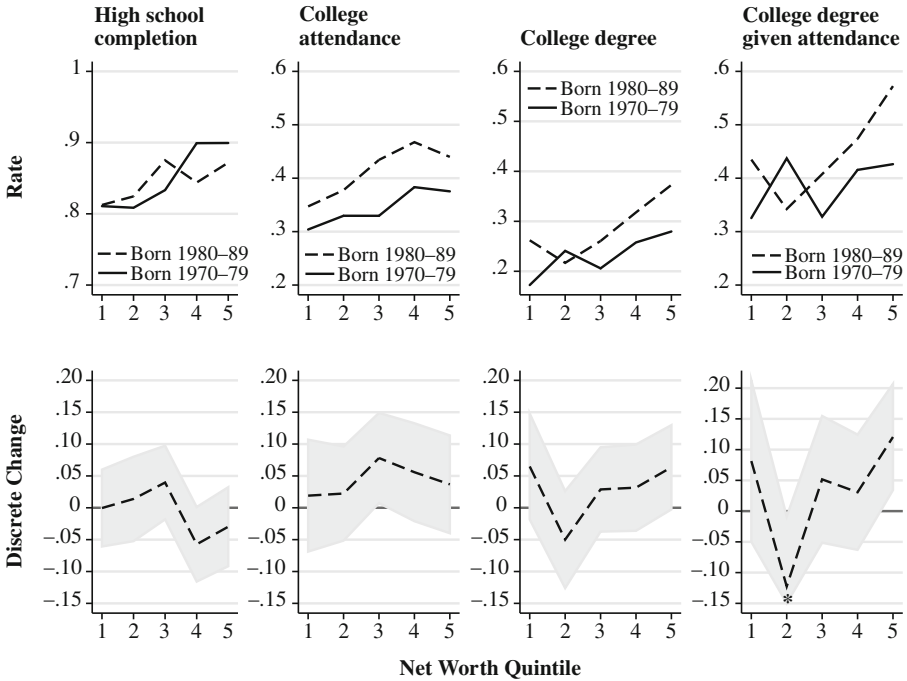 High school
completion
College
attendance
College degree
College degree
given attendance
Rate
1
.9
.8
.7
Born 1980–89
Born 1970–79
1 2 3 4 5
.6
.5
.4
.3
.2
Born 1980–89
Born 1970–79
1 2 3 4 5
.6
.5
.4
.3
.2
Born 1980–89
Born 1970–79
1 2 3 4 5
.6
.5
.4
.3
.2
Born 1980–89
Born 1970–79
1 2 3 4 5
Discrete Change
.20
.15
.10
.05
0
–.05
–.10
–.15
1 2 3 4 5
.20
.15
.10
.05
0
–.05
–.10
–.15
1 2 3 4 5
.20
.15
.10
.05
0
–.05
–.10
–.15
1 2 3 4 5
.20
.15
.10
.05
0
–.05
–.10
–.15
*
1 2 3 4 5
Net Worth Quintile